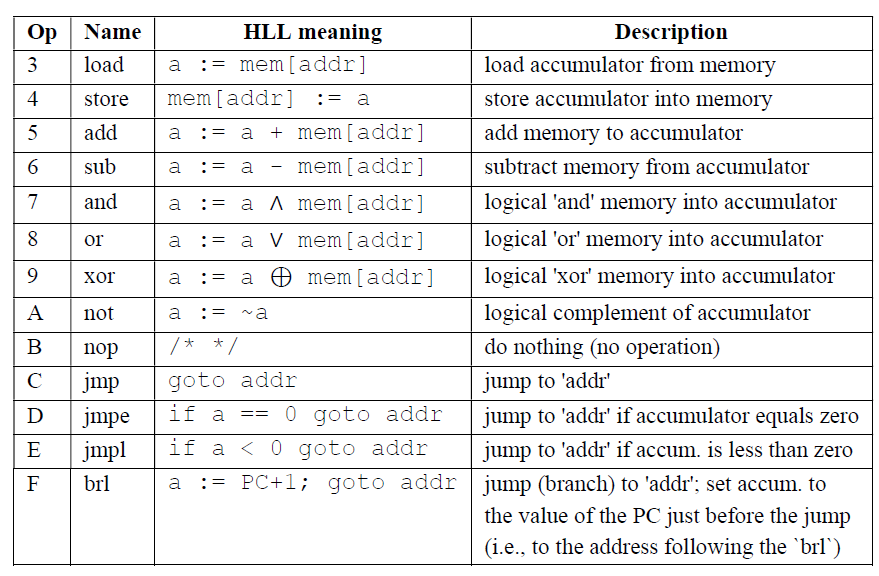 Op Name HLL meaning Description
3 load a := mem[addr] load accumulator from memory
4 store mem[addr] := a store accumulator into memory
5 add a := a + mem[addr] add memory to accumulator
6 sub a := a - mem[addr] subtract memory from accumulator
7 and a := a ∧ mem[addr] logical 'and' memory into accumulator
8 or a := a ∨ mem[addr] logical 'or' memory into accumulator
9 xor a := a ⊕ mem[addr] logical 'xor' memory into accumulator
A not a := ~a logical complement of accumulator
B nop /* */ do nothing (no operation)
C jmp goto addr jump to 'addr'
D jmpe if a == 0 goto addr jump to 'addr' if accumulator equals zero
E jmpl if a < 0 goto addr jump to 'addr' if accum. is less than zero
F brl a := PC+1; goto addr jump (branch) to 'addr'; set accum. to
the value of the PC just before the jump
(i.e., to the address following the `brl`)